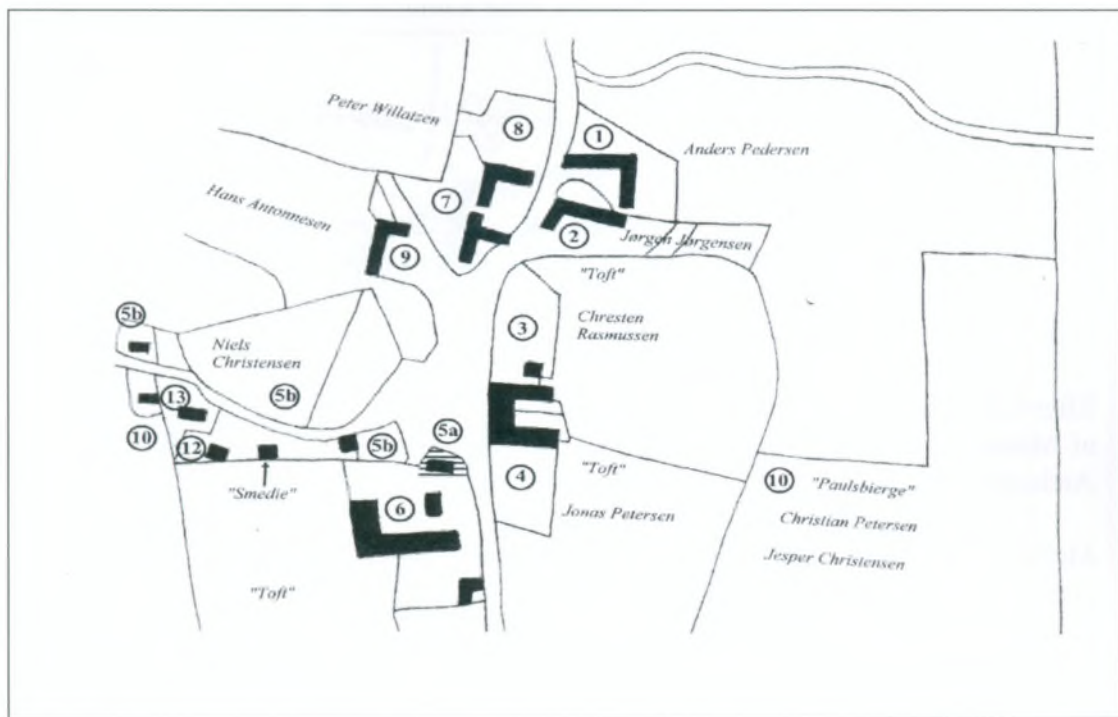 Peter Willatzen
8
1
Anders Pedersen
Hans Antonnesen
7
2
Jørgen Jørgensen
9
"Toft"
5b
3
Chresten
Rasmussen
Niels
Christensen
5b
13
10
12
5b
5a
"Smedie"
6
4
"Toft"
Jonas Petersen
10
"Paulsbierge"
Christian Petersen
Jesper Christensen
"Toft"